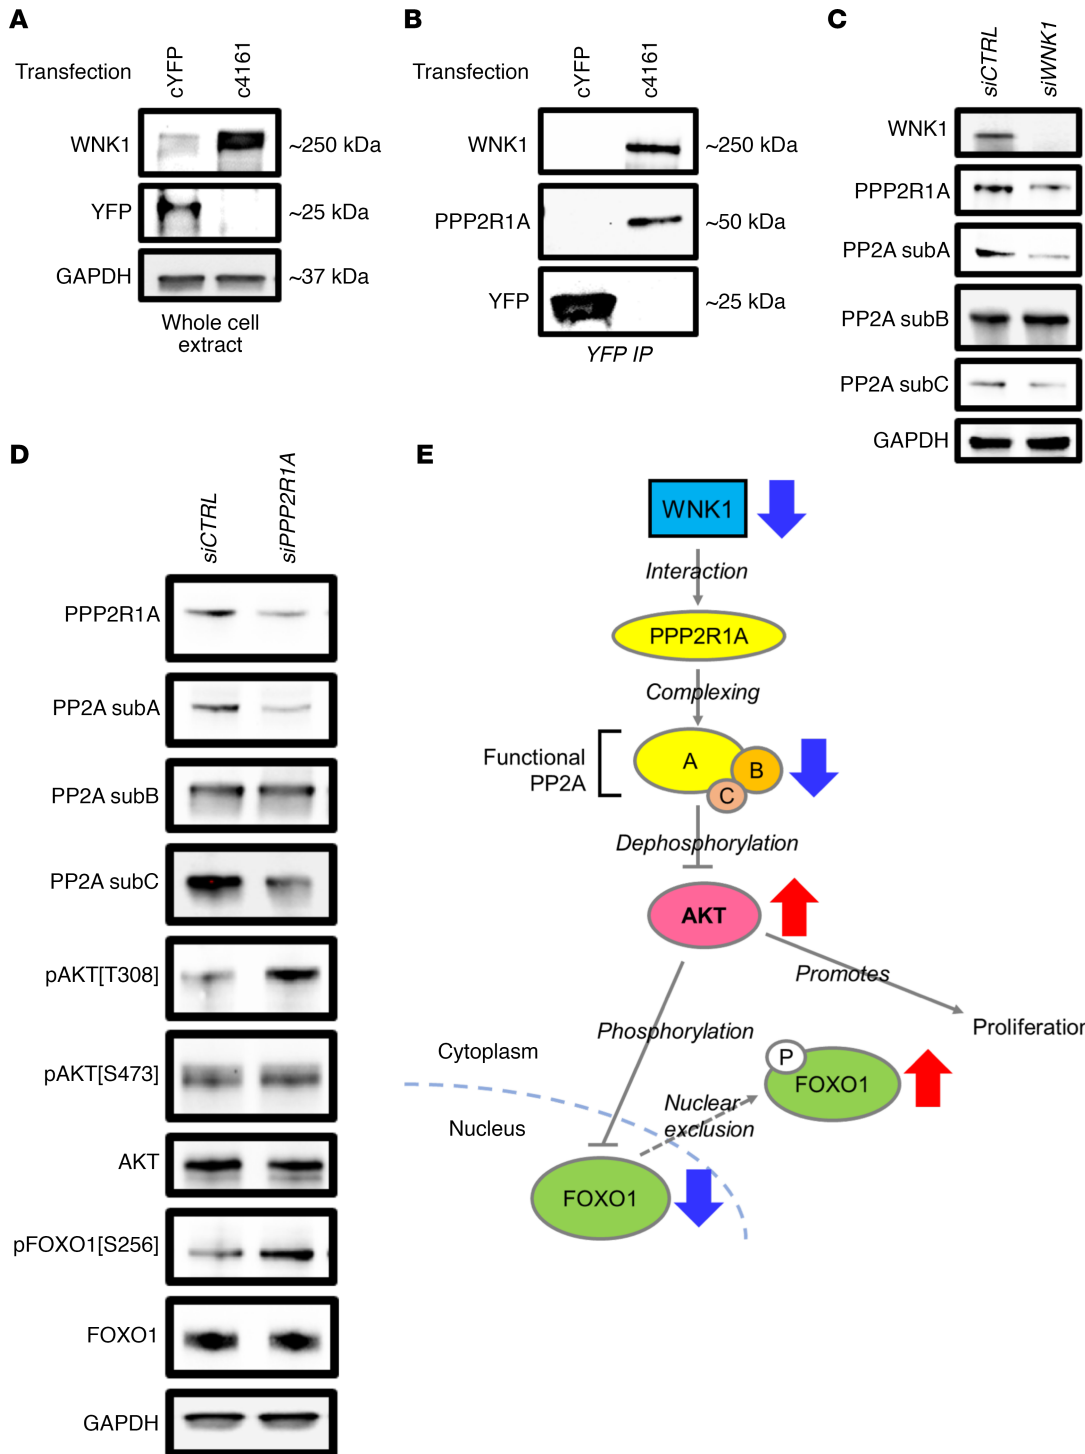 A
Transfection
cYFP
c4161
WNK1
~250 kDa
YFP
~25 kDa
GAPDH
~37 kDa
Whole cell
extract
B
Transfection
cYFP
c4161
WNK1
~250 kDa
PPP2R1A
~50 kDa
YFP
~25 kDa
YFP IP
C
siCTRL
siWNK1
WNK1
PPP2R1A
PP2A subA
PP2A subB
PP2A subC
GAPDH
D
siCTRL
siPPP2R1A
PPP2R1A
PP2A subA
PP2A subB
PP2A subC
pAKT[T308]
pAKT[S473]
AKT
pFOXO1[S256]
FOXO1
GAPDH
E
WNK1
Interaction
PPP2R1A
Complexing
Functional
PP2A
A
B
C
Dephosphorylation
AKT
Promotes
Proliferation
Phosphorylation
Cytoplasm
P
FOXO1
Nuclear
exclusion
Nucleus
FOXO1